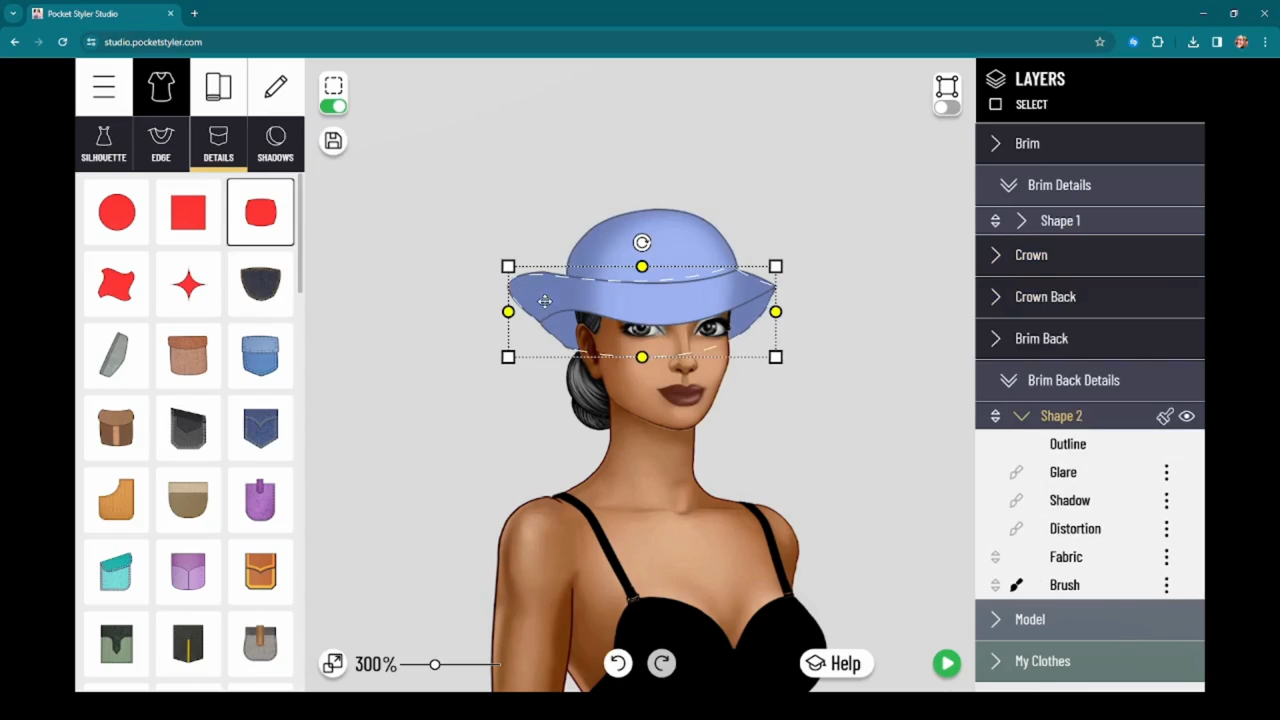 Pocket Styler Studio
studio.pocketstyler.com
SILHOUETTE
EDGE
DETAILS
SHADOWS
300%
Help
LAYERS
SELECT
Brim
Brim Details
Shape 1
Crown
Crown Back
Brim Back
Brim Back Details
Shape 2
Outline
Glare
Shadow
Distortion
Fabric
Brush
Model
My Clothes